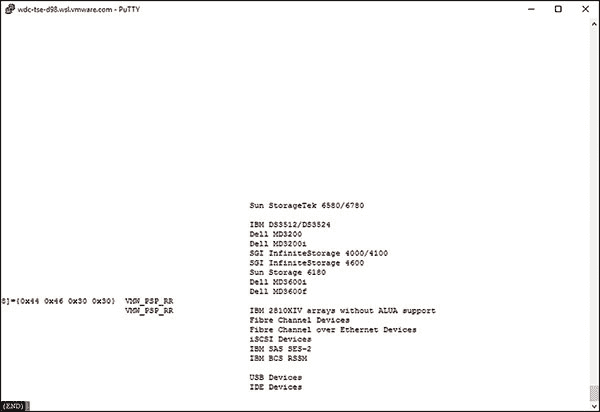 wdc-tse-d98.wsl.vmware.com - PuTTY
Sun StorageTek 6580/6780
IBM DS3512/DS3524
Dell MD3200
Dell MD3200i
SGI InfiniteStorage 4000/4100
SGI InfiniteStorage 4600
Sun Storage 6180
Dell MD3600i
Dell MD3600f
8]={0x44 0x46 0x30 0x30} VMW_PSP_RR
VMW_PSP_RR IBM 2810XIV arrays without ALUA support
Fibre Channel Devices
Fibre Channel over Ethernet Devices
iSCSI Devices
IBM SAS SES-2
IBM BCS RSSM
USB Devices
IDE Devices
(END)